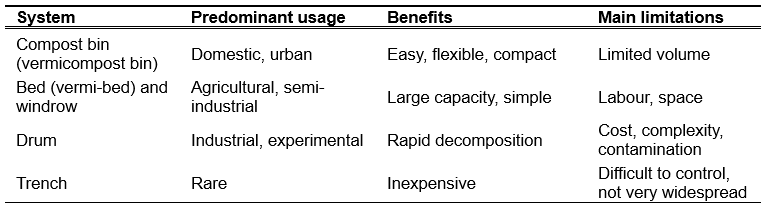 System Predominant usage Benefits Main limitations
Compost bin (vermicompost bin) Domestic, urban Easy, flexible, compact Limited volume
Bed (vermi-bed) and windrow Agricultural, semi-industrial Large capacity, simple Labour, space
Drum Industrial, experimental Rapid decomposition Cost, complexity, contamination
Trench Rare Inexpensive Difficult to control, not very widespread